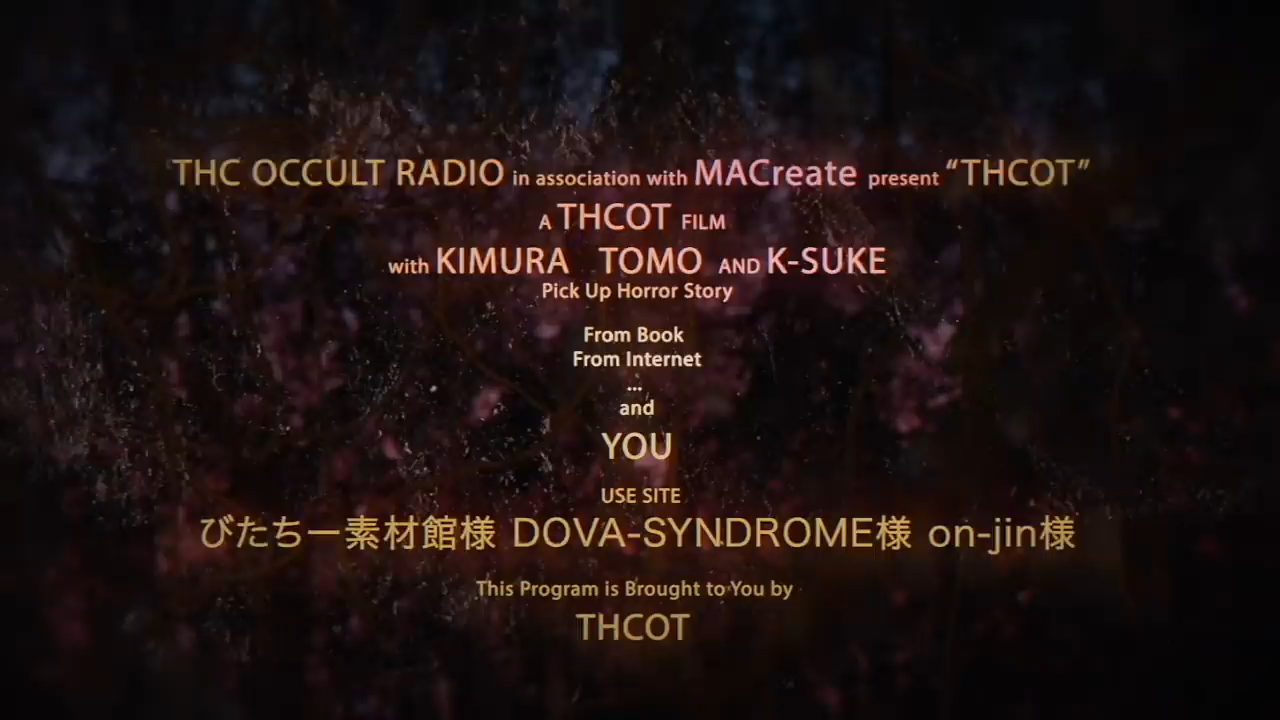 THC OCCULT RADIO in association with MACreate present “THCOT”
A THCOT FILM
with KIMURA TOMO AND K-SUKE
Pick Up Horror Story
From Book
From Internet
...
and
YOU
USE SITE
びたちー素材館様 DOVA-SYNDROME様 on-jin様
This Program is Brought to You by
THCOT